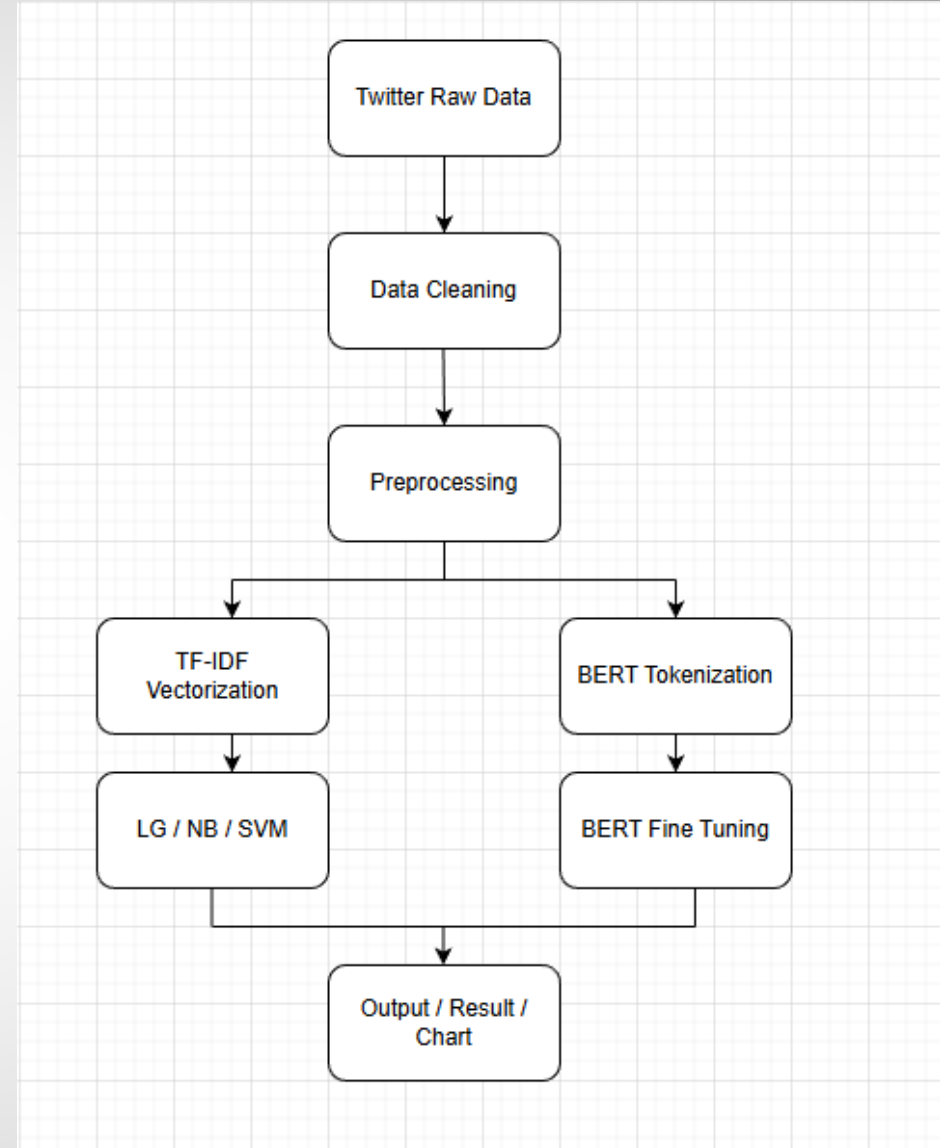 Twitter Raw Data
Data Cleaning
Preprocessing
TF-IDF
Vectorization
BERT Tokenization
LG / NB / SVM
BERT Fine Tuning
Output / Result /
Chart